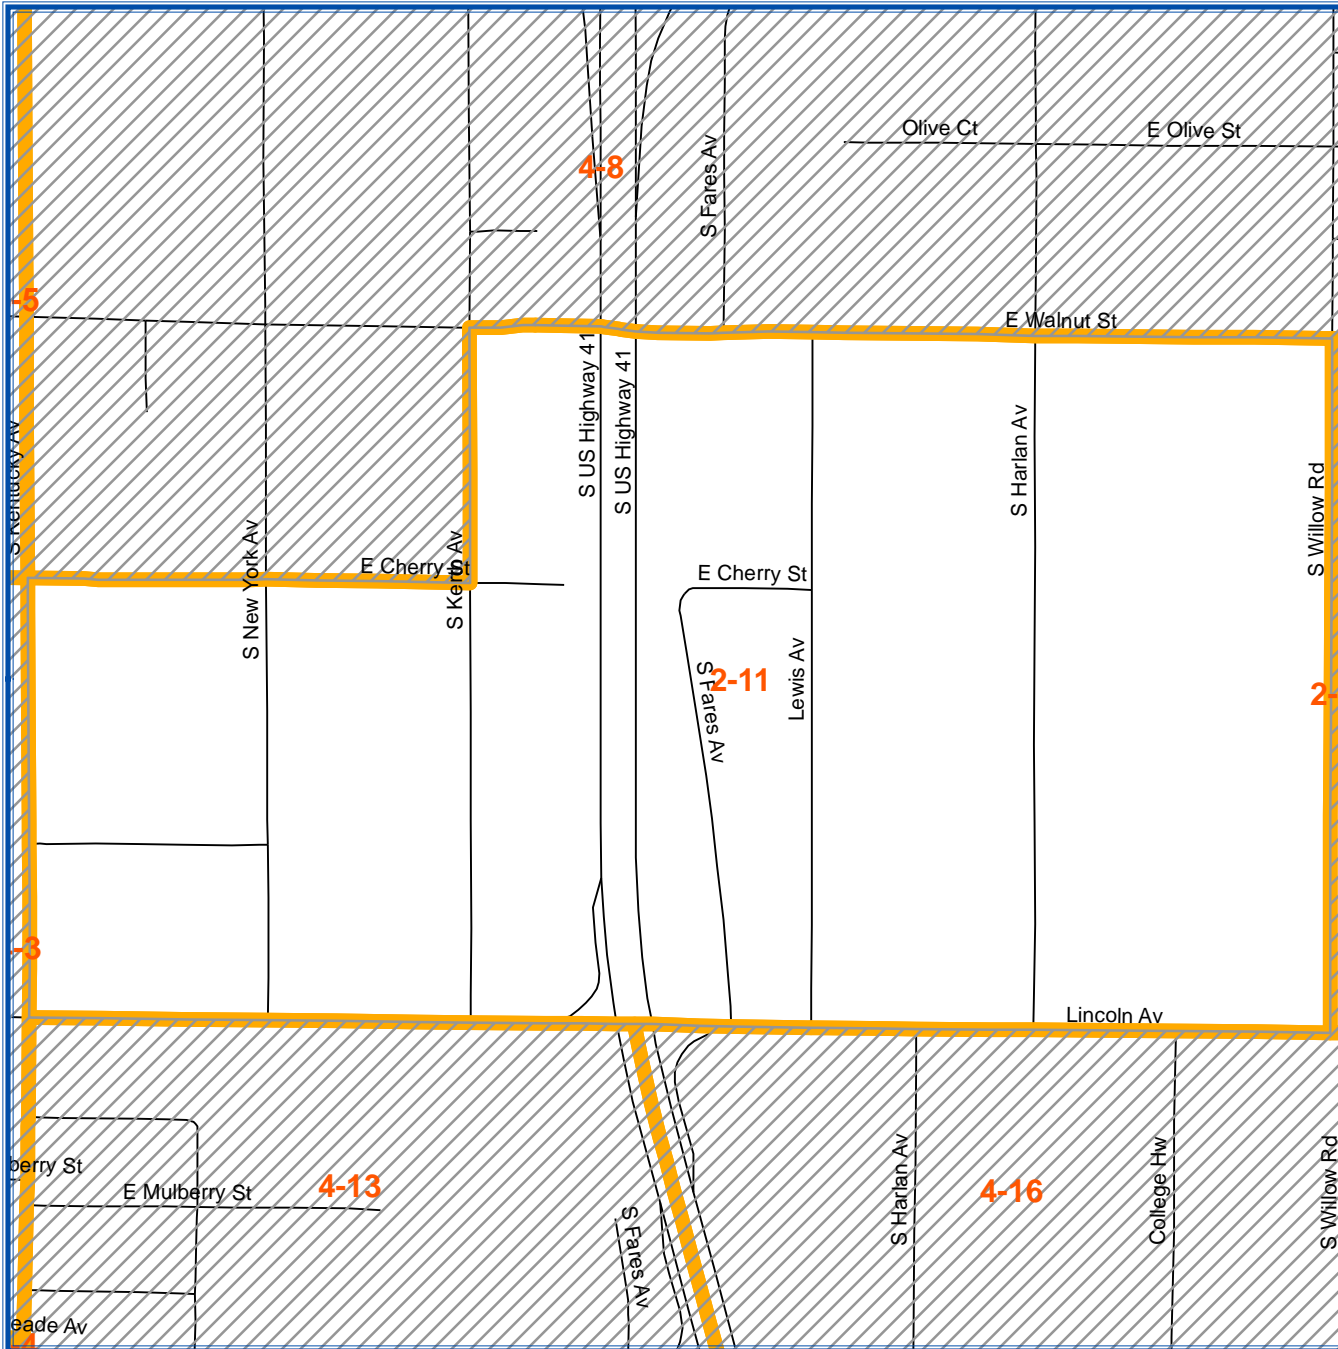 Olive Ct
E Olive St
4-8
S Fares Av
-5
E Walnut St
S US Highway 41
S US Highway 41
S Harlan Av
S Kentucky Av
S Willow Rd
S New York Av
E Cherry St
S Kerth Av
E Cherry St
Lewis Av
S Fares Av
2-11
2-
-3
Lincoln Av
berry St
E Mulberry St
4-13
S Harlan Av
4-16
College Hw
S Willow Rd
S Fares Av
eade Av
-4